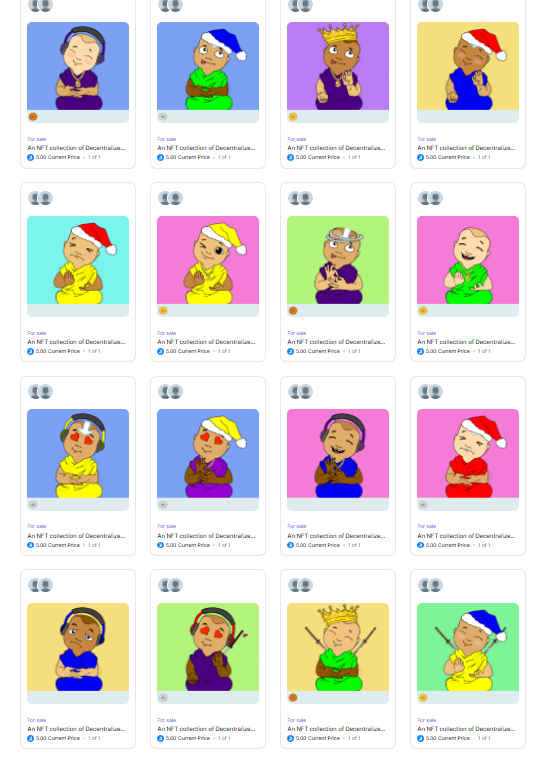 For sale
For sale
For sale
For sale
An NFT collection of Decentralize...
An NFT collection of Decentralize...
An NFT collection of Decentralize...
An NFT collection of Decentralize...
5.00 Current Price • 1 of 1
5.00 Current Price • 1 of 1
5.00 Current Price • 1 of 1
5.00 Current Price • 1 of 1
For sale
For sale
For sale
For sale
An NFT collection of Decentralize...
An NFT collection of Decentralize...
An NFT collection of Decentralize...
An NFT collection of Decentralize...
5.00 Current Price • 1 of 1
5.00 Current Price • 1 of 1
5.00 Current Price • 1 of 1
5.00 Current Price • 1 of 1
For sale
For sale
For sale
For sale
An NFT collection of Decentralize...
An NFT collection of Decentralize...
An NFT collection of Decentralize...
An NFT collection of Decentralize...
5.00 Current Price • 1 of 1
5.00 Current Price • 1 of 1
5.00 Current Price • 1 of 1
5.00 Current Price • 1 of 1
For sale
For sale
For sale
For sale
An NFT collection of Decentralize...
An NFT collection of Decentralize...
An NFT collection of Decentralize...
An NFT collection of Decentralize...
5.00 Current Price • 1 of 1
5.00 Current Price • 1 of 1
5.00 Current Price • 1 of 1
5.00 Current Price • 1 of 1